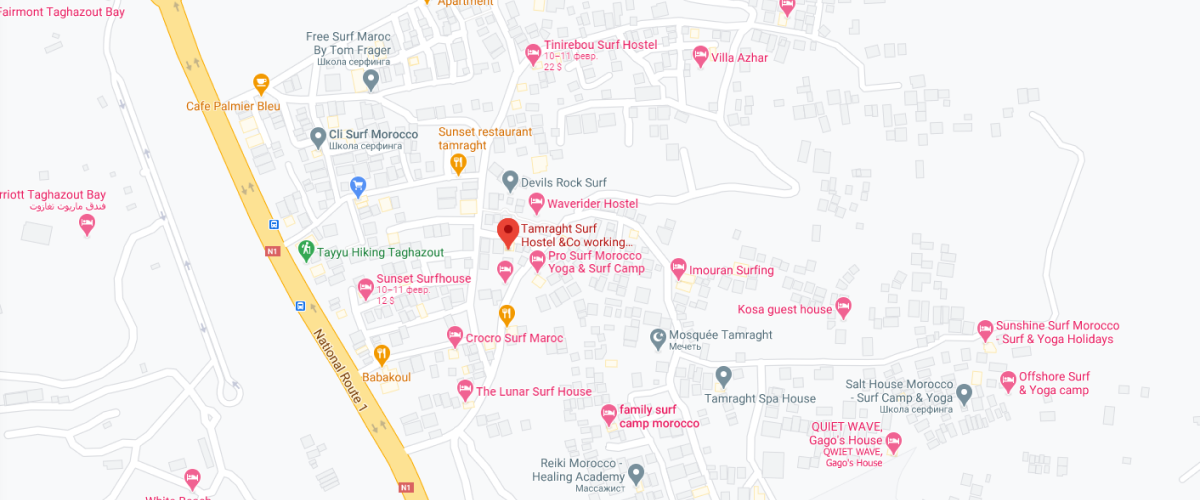 Fairmont Taghazout Bay
Apartment
Free Surf Maroc
By Tom Frager
Школа серфинга
Tinirebou Surf Hostel
10–11 февр.
22 $
Villa Azhar
Cafe Palmier Bleu
Cli Surf Morocco
Школа серфинга
Sunset restaurant
tamraght
Devils Rock Surf
Waverider Hostel
rriott Taghazout Bay
فندق ماريوت تغازوت
Tamraght Surf
Hostel &Co working...
N1
Tayyu Hiking Taghazout
Pro Surf Morocco
Yoga & Surf Camp
Imouran Surfing
Sunset Surfhouse
10–11 февр.
12 $
Kosa guest house
National Route 1
Crocro Surf Maroc
Mosquée Tamraght
Мечеть
Sunshine Surf Morocco
- Surf & Yoga Holidays
Babakoul
The Lunar Surf House
Tamraght Spa House
Offshore Surf
& Yoga camp
Salt House Morocco
- Surf Camp & Yoga
Школа серфинга
family surf
camp morocco
QUIET WAVE,
Gago's House
QWIET WAVE,
Gago's House
Reiki Morocco -
Healing Academy
Массажист
N1
White Beach